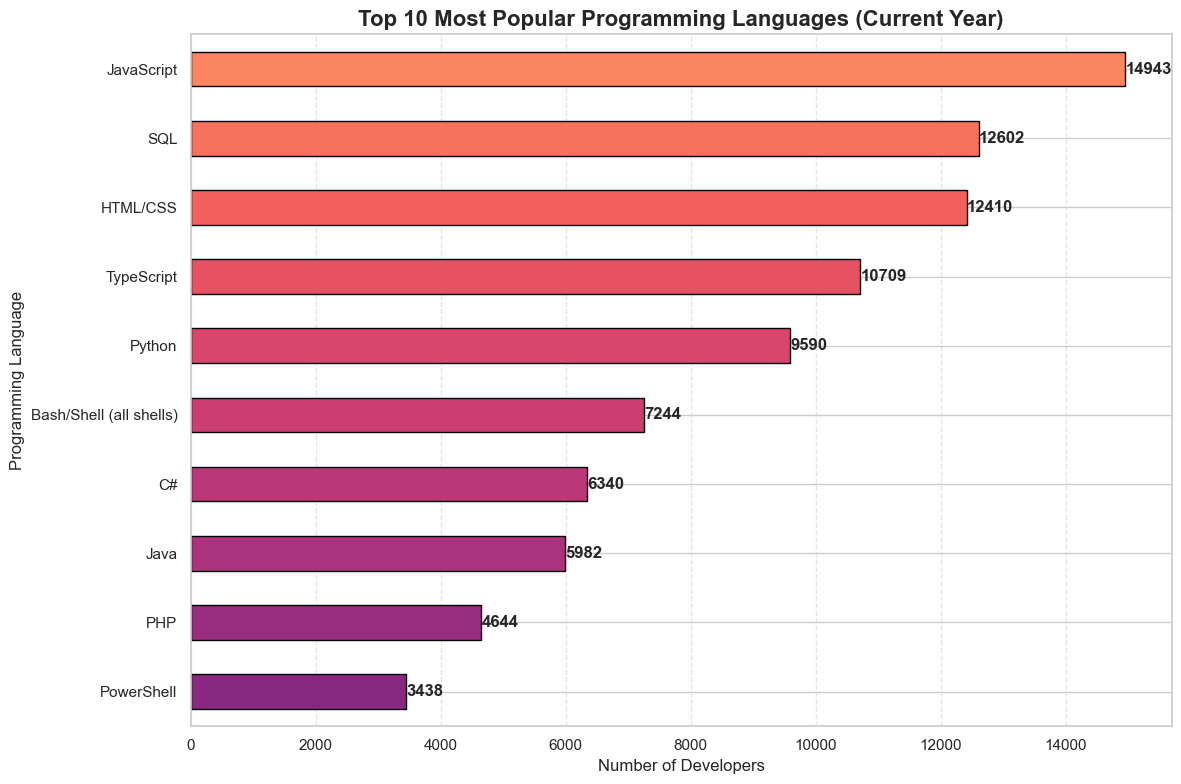 Top 10 Most Popular Programming Languages (Current Year)
JavaScript 14943
SQL 12602
HTML/CSS 12410
TypeScript 10709
Python 9590
Bash/Shell (all shells) 7244
C# 6340
Java 5982
PHP 4644
PowerShell 3438
0 2000 4000 6000 8000 10000 12000 14000
Number of Developers
Programming Language